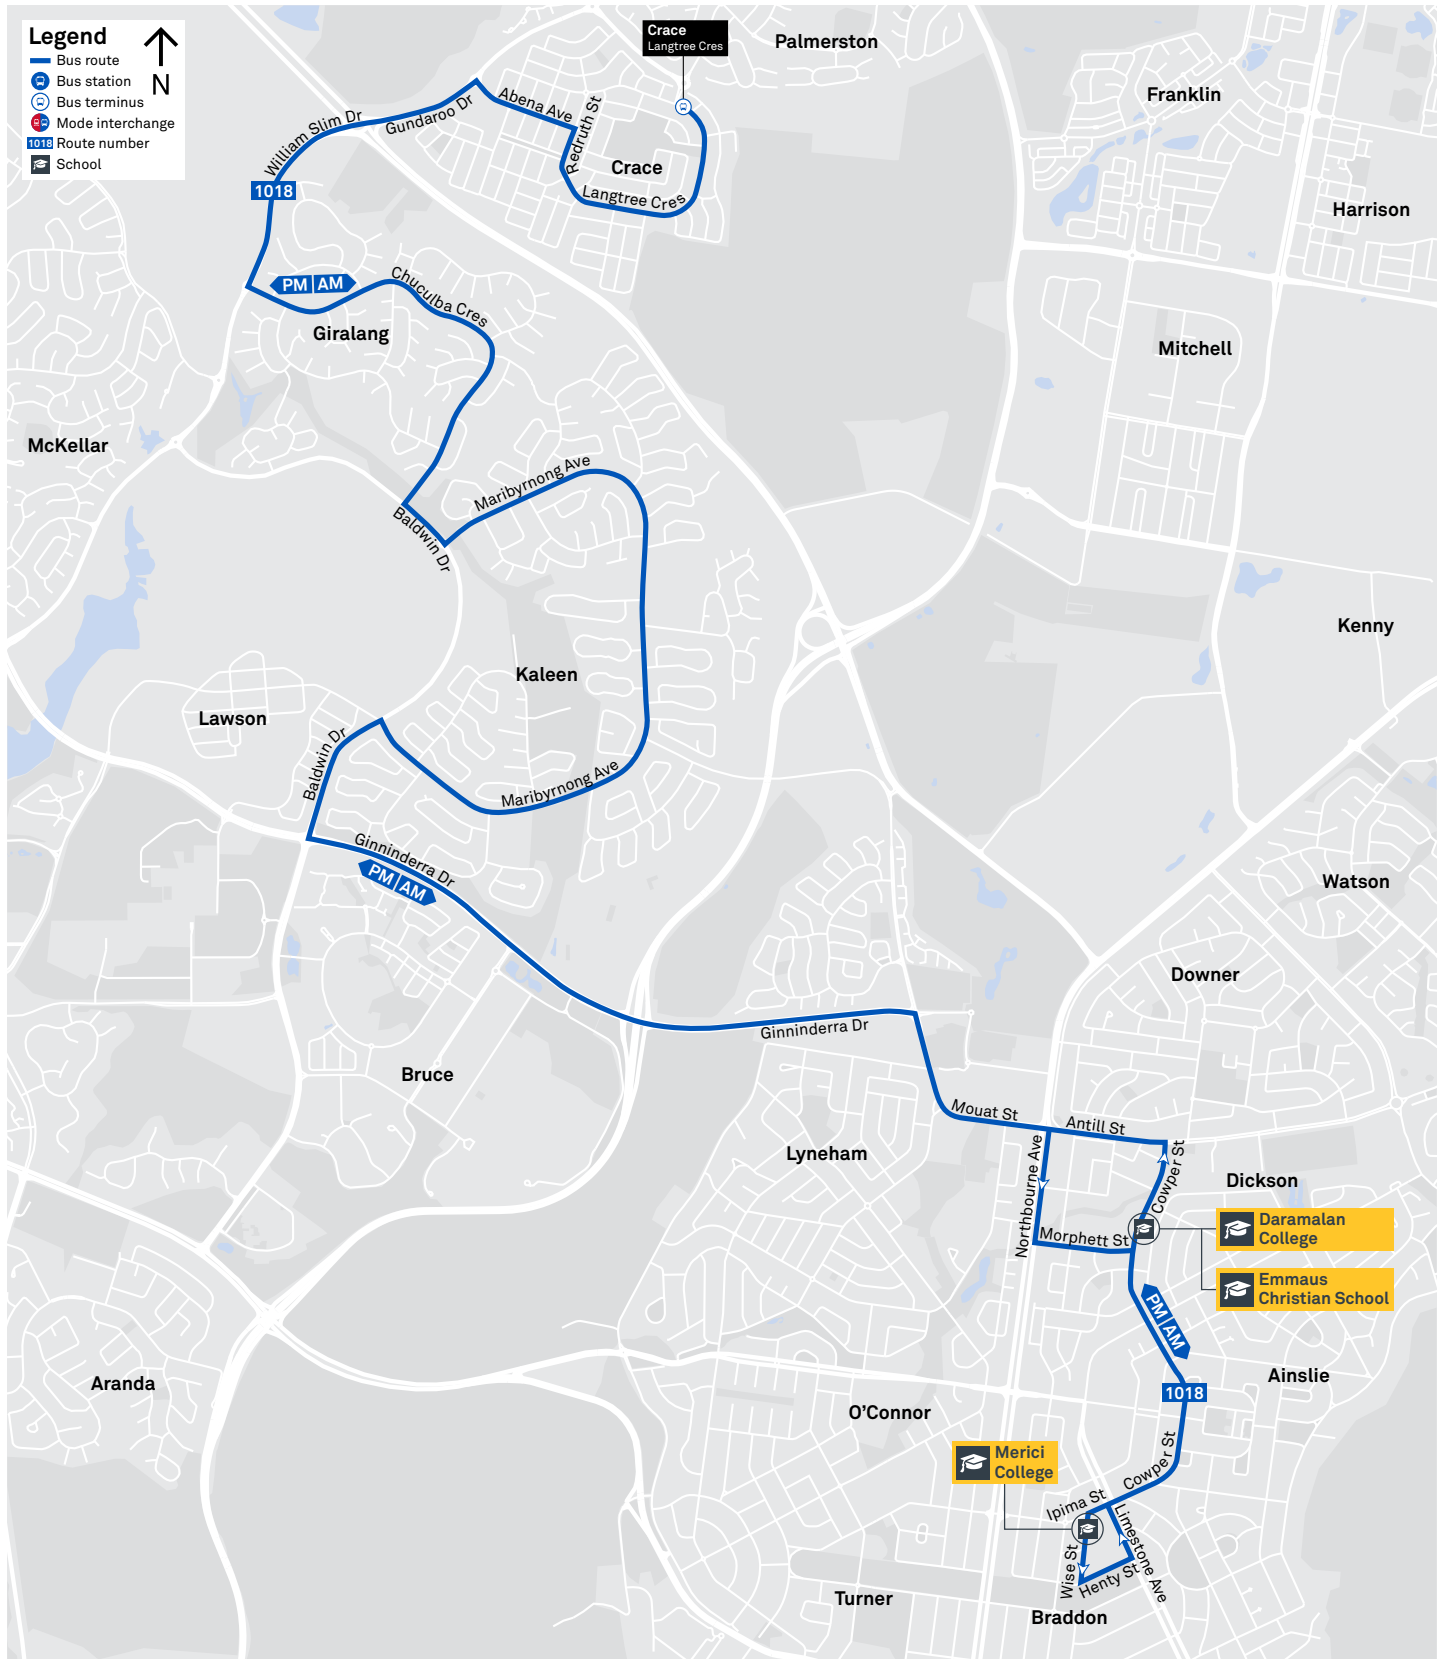 Legend
N
Bus route
Bus station
Bus terminus
Mode interchange
1018 Route number
School
Crace
Langtree Cres
Palmerston
Franklin
Harrison
Abena Ave
Redruth St
Gundaroo Dr
William Slim Dr
Crace
Langtree Cres
1018
PM AM
Chuculba Cres
Giralang
Mitchell
McKellar
Maribyrnong Ave
Baldwin Dr
Kenny
Kaleen
Lawson
Baldwin Dr
Maribyrnong Ave
Ginninderra Dr
PM AM
Watson
Downer
Ginninderra Dr
Bruce
Mouat St
Antill St
Lyneham
Northbourne Ave
Cowper St
Dickson
Daramalan
College
Morphett St
Emmaus
Christian School
PM AM
Aranda
Ainslie
1018
O'Connor
Merici
College
Cowper St
Ipima St
Limestone Ave
Wise St
Henty St
Turner
Braddon